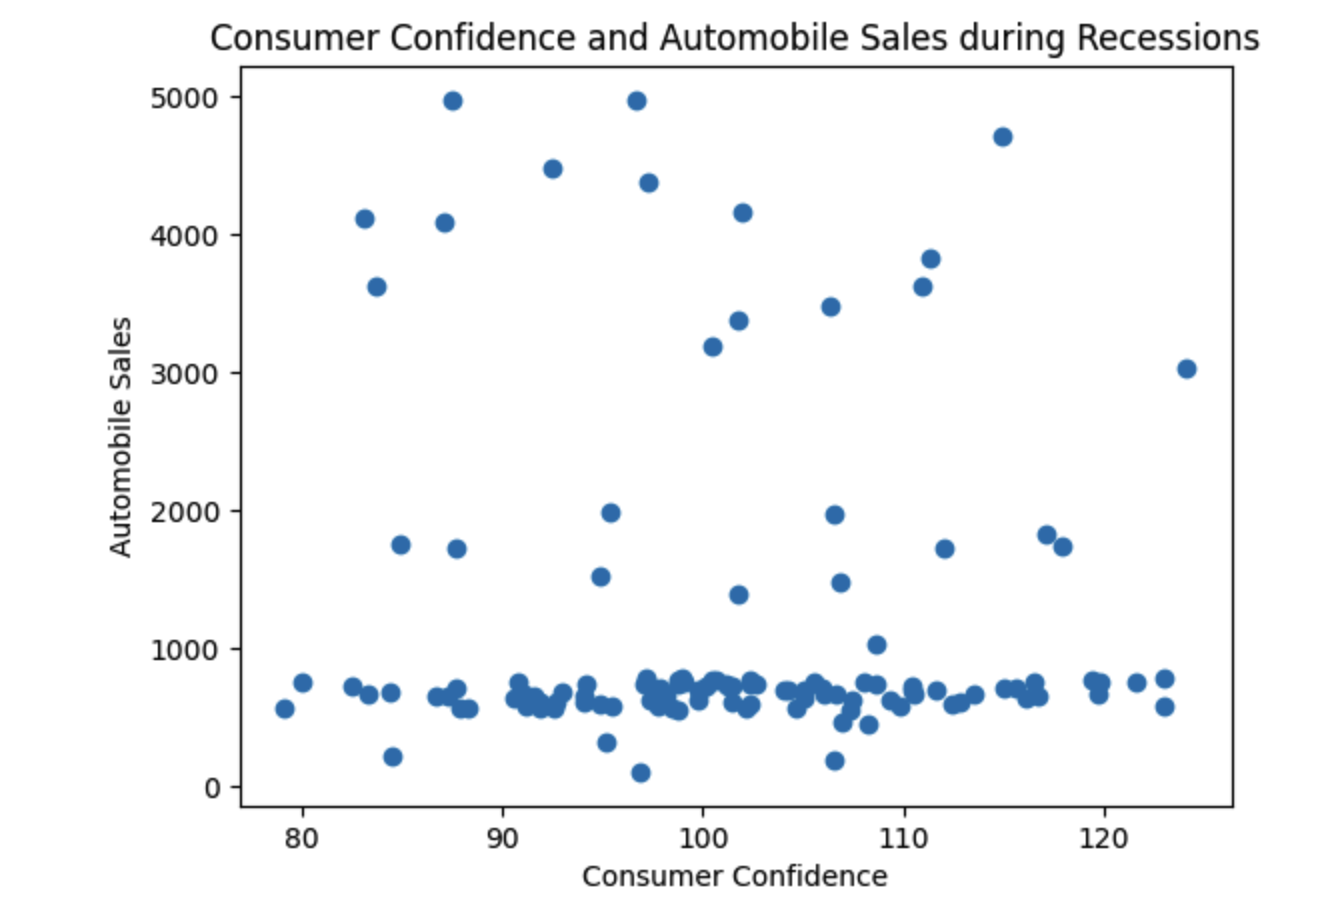 Consumer Confidence and Automobile Sales during Recessions
5000
4000
3000
2000
1000
0
Automobile Sales
80 90 100 110 120
Consumer Confidence